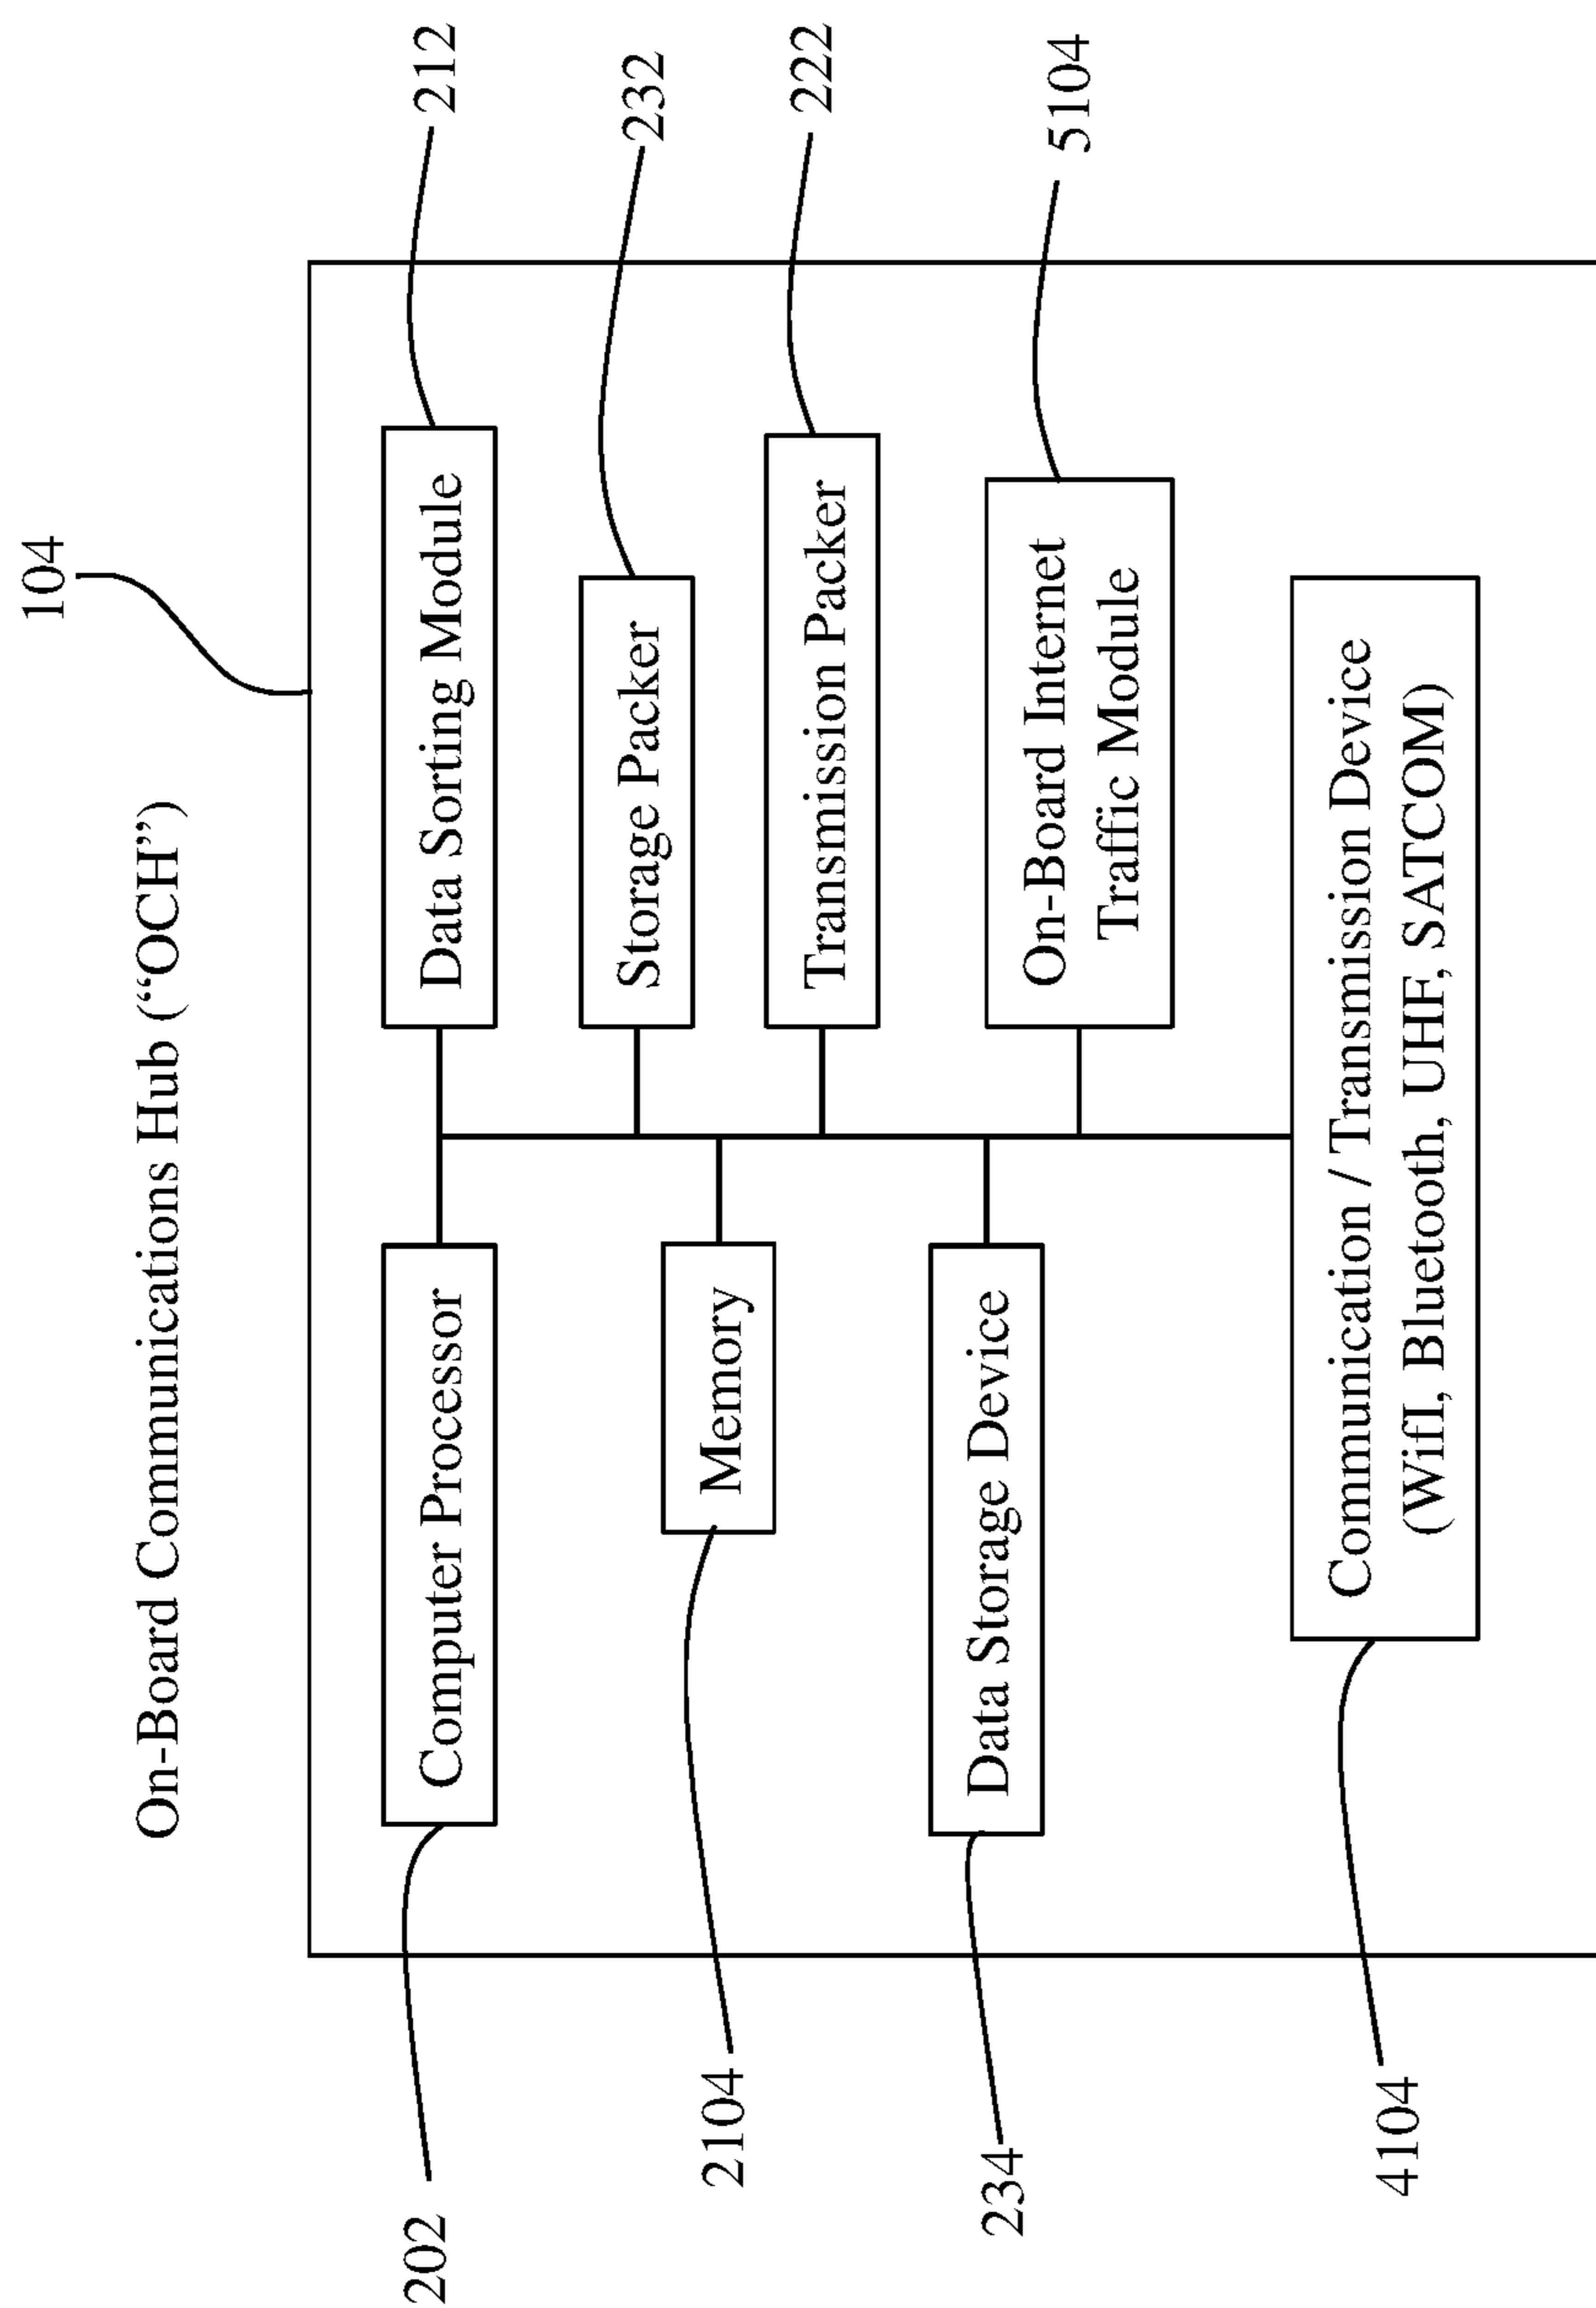 104
On-Board Communications Hub (“OCH”)
202
Computer Processor
Data Sorting Module
212
Storage Packer
232
2104
Memory
Transmission Packer
222
234
Data Storage Device
On-Board Internet
Traffic Module
5104
4104
Communication / Transmission Device
(WifI, Bluetooth, UHF, SATCOM)